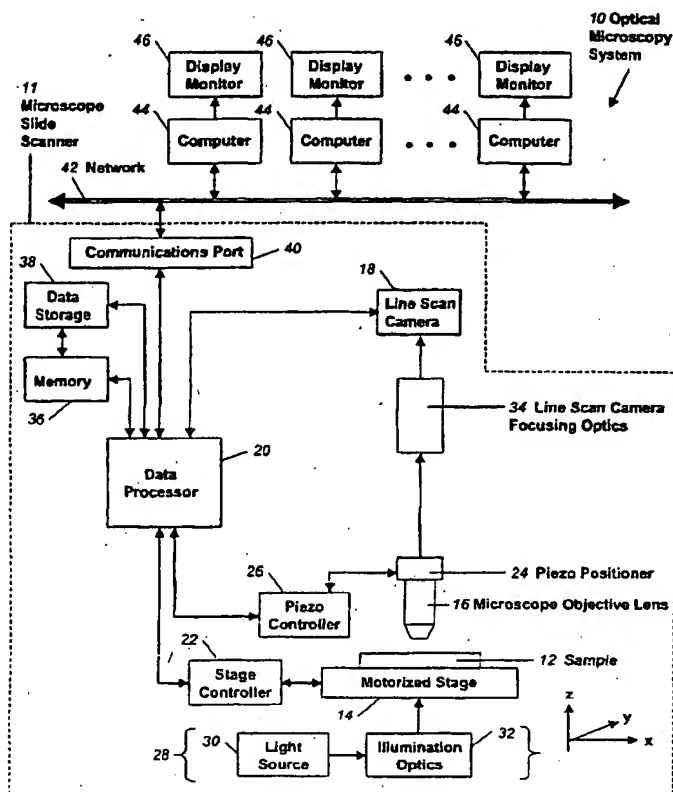 10 Optical
Microscopy
System
46
46
46
Display
Monitor
Display
Monitor
Display
Monitor
11
Microscope
Slide
Scanner
44
44
44
Computer
Computer
Computer
42 Network
Communications Port
40
38
Data
Storage
18
Line Scan
Camera
Memory
36
34 Line Scan Camera
Focusing Optics
20
Data
Processor
26
Piezo
Controller
24 Piezo Positioner
16 Microscope Objective Lens
22
Stage
Controller
12 Sample
Motorized Stage
14
z
y
x
28
30
Light
Source
Illumination
Optics
32